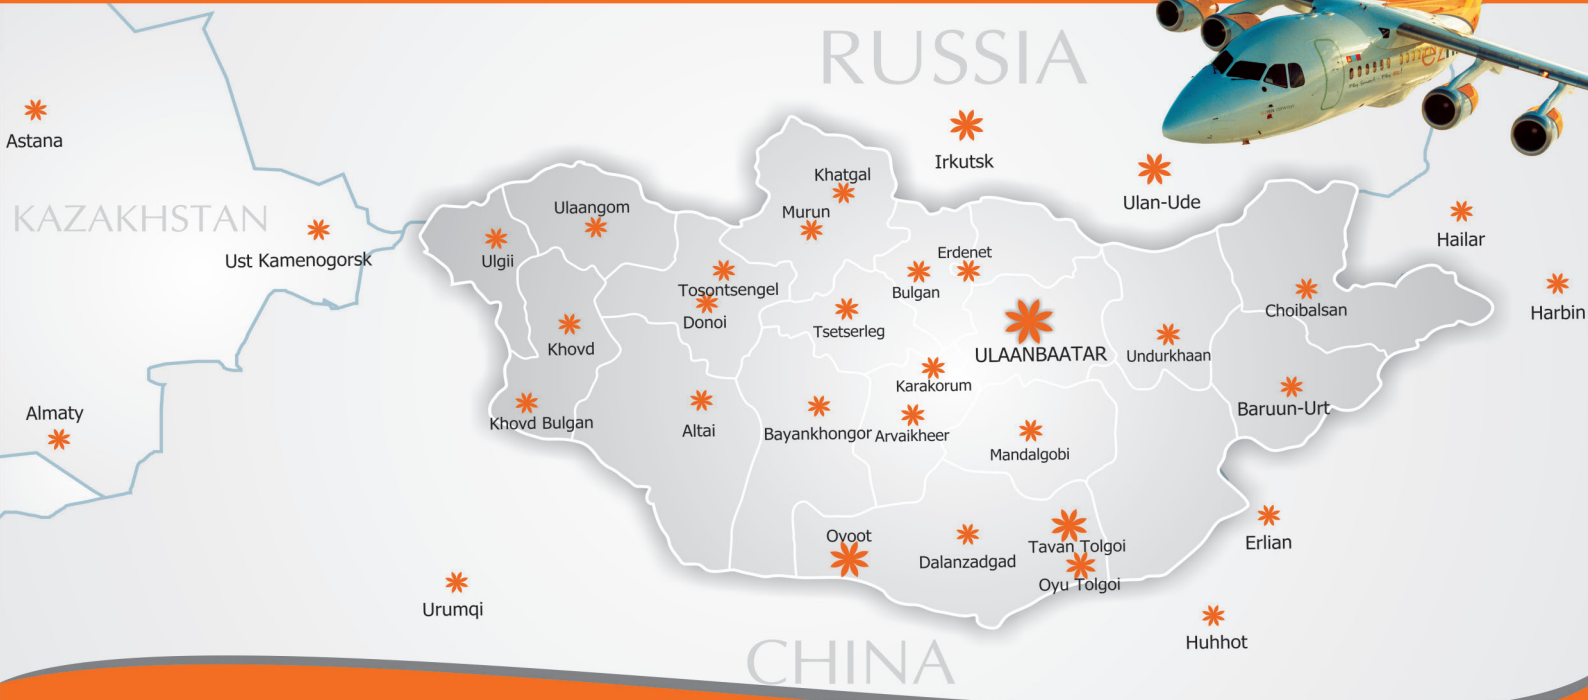 RUSSIA
Astana
Irkutsk
Khatgal
Ulan-Ude
KAZAKHSTAN
Ulaangom
Murun
Hailar
Ust Kamenogorsk
Ulgii
Erdenet
Tosontsengel
Bulgan
Choibalsan
Harbin
Donoi
Tsetserleg
Khovd
ULAANBAATAR
Undurkhaan
Karakorum
Almaty
Khovd Bulgan
Altai
Bayankhongor
Arvaikheer
Baruun-Urt
Mandalgobi
Ovoot
Dalanzadgad
Tavan Tolgoi
Erlian
Oyu Tolgoi
Urumqi
Huhhot
CHINA